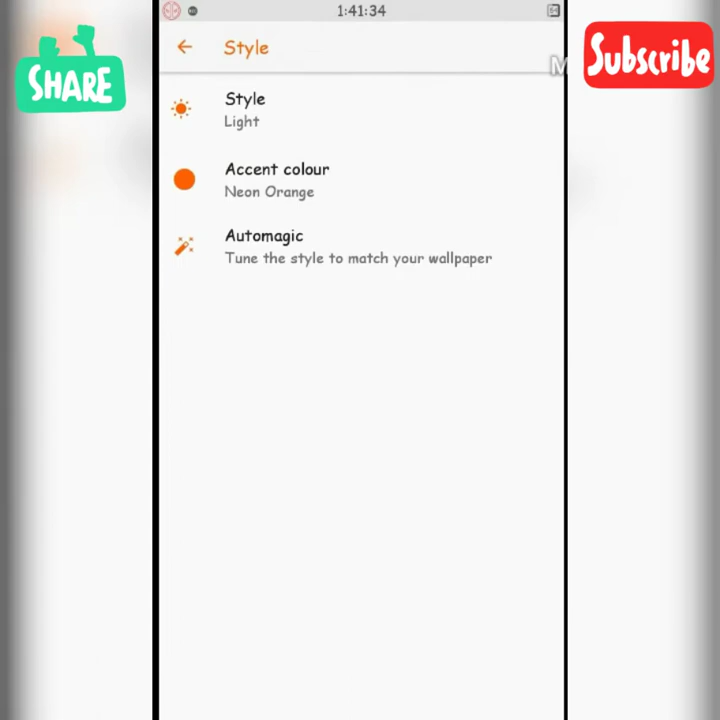 1:41:34
54
SHARE
Subscribe
Style
M
Style
Light
Accent colour
Neon Orange
Automagic
Tune the style to match your wallpaper